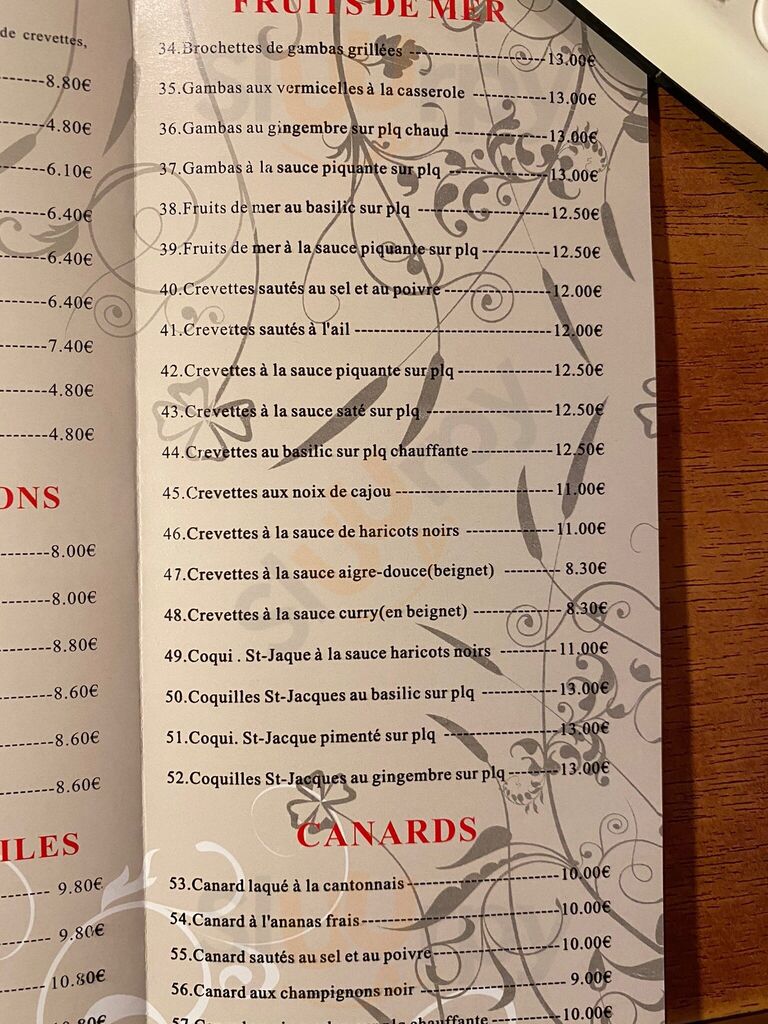 de crevettes,
-------8.80€
-------4.80€
-------6.10€
-------6.40€
-------6.40€
-------6.40€
-------7.40€
-------4.80€
-------4.80€
ONS
--------8.00€
--------8.00€
--------8.80€
--------8.60€
--------8.60€
--------8.60€
ILES
------- 9.80€
------- 9.80€
-------10.80€
FRUITS DE MER
34.Brochettes de gambas grillées -------------------13.00€
35.Gambas aux vermicelles à la casserole -----------13.00€
36.Gambas au gingembre sur plq chaud --------------13.00€
37.Gambas à la sauce piquante sur plq ---------------13.00€
38.Fruits de mer au basilic sur plq -------------------12.50€
39.Fruits de mer à la sauce piquante sur plq ----------12.50€
40.Crevettes sautés au sel et au poivre ---------------12.00€
41.Crevettes sautés à l'ail ----------------------------12.00€
42.Crevettes à la sauce piquante sur plq --------------12.50€
43.Crevettes à la sauce saté sur plq ------------------12.50€
44.Crevettes au basilic sur plq chauffante ------------12.50€
45.Crevettes aux noix de cajou -----------------------11.00€
46.Crevettes à la sauce de haricots noirs -------------11.00€
47.Crevettes à la sauce aigre-douce(beignet) -------- 8.30€
48.Crevettes à la sauce curry(en beignet) ------------ 8.30€
49.Coqui . St-Jaque à la sauce haricots noirs --------11.00€
50.Coquilles St-Jacques au basilic sur plq -----------13.00€
51.Coqui. St-Jacque pimenté sur plq ----------------13.00€
52.Coquilles St-Jacques au gingembre sur plq-------13.00€
CANARDS
53.Canard laqué à la cantonnais---------------------10.00€
54.Canard à l'ananas frais---------------------------10.00€
55.Canard sautés au sel et au poivre-----------------10.00€
56.Canard aux champignons noir ------------------- 9.00€